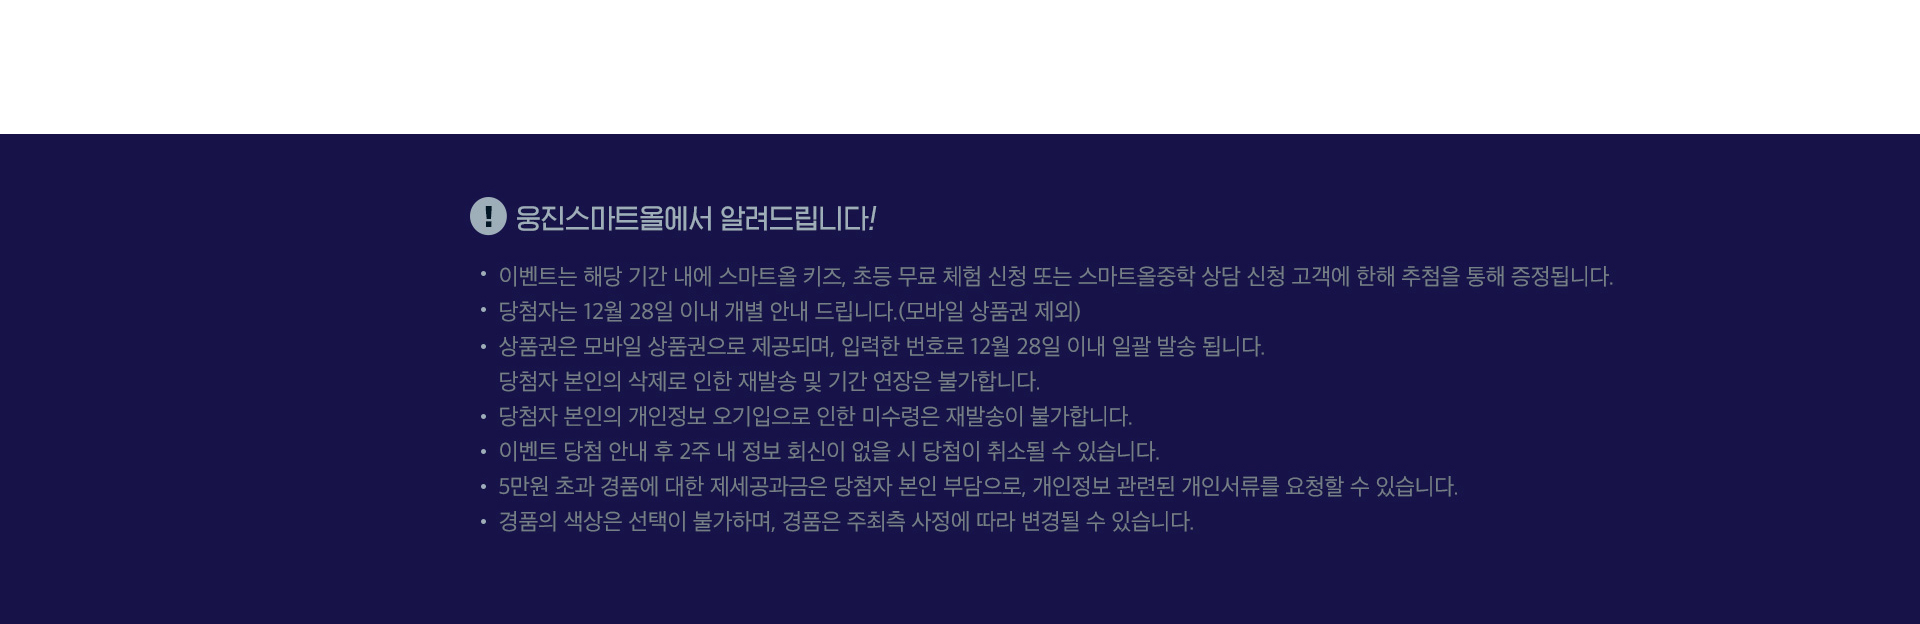 ! 웅진스마트올에서 알려드립니다!
• 이벤트는 해당 기간 내에 스마트올 키즈, 초등 무료 체험 신청 또는 스마트올중학 상담 신청 고객에 한해 추첨을 통해 증정됩니다.
• 당첨자는 12월 28일 이내 개별 안내 드립니다.(모바일 상품권 제외)
• 상품권은 모바일 상품권으로 제공되며, 입력한 번호로 12월 28일 이내 일괄 발송 됩니다.
당첨자 본인의 삭제로 인한 재발송 및 기간 연장은 불가합니다.
• 당첨자 본인의 개인정보 오기입으로 인한 미수령은 재발송이 불가합니다.
• 이벤트 당첨 안내 후 2주 내 정보 회신이 없을 시 당첨이 취소될 수 있습니다.
• 5만원 초과 경품에 대한 제세공과금은 당첨자 본인 부담으로, 개인정보 관련된 개인서류를 요청할 수 있습니다.
• 경품의 색상은 선택이 불가하며, 경품은 주최측 사정에 따라 변경될 수 있습니다.